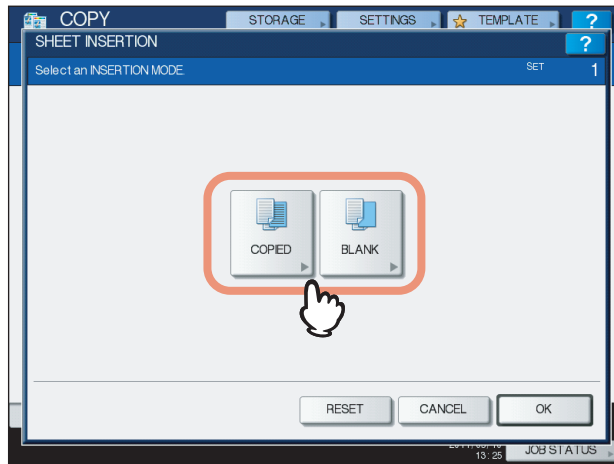 COPY
STORAGE
SETTINGS
TEMPLATE
?
SHEET INSERTION
?
Select an INSERTION MODE.
SET 1
COPIED
BLANK
RESET
CANCEL
OK
13:25
JOB STATUS